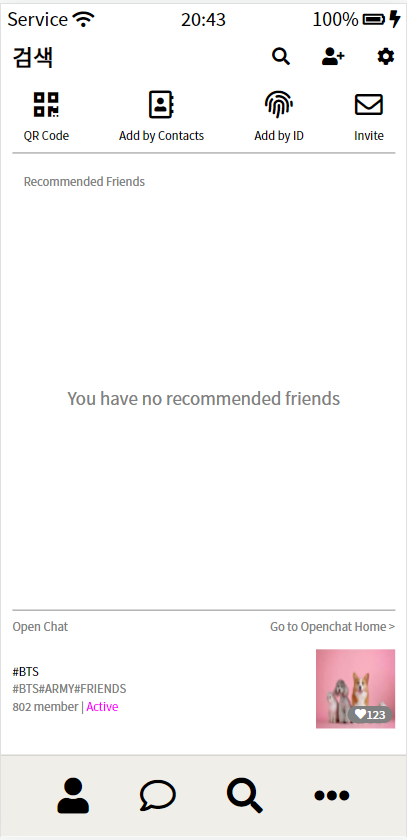 Service 20:43 100%
검색
QR Code Add by Contacts Add by ID Invite
Recommended Friends
You have no recommended friends
Open Chat Go to Openchat Home >
#BTS
#BTS#ARMY#FRIENDS
802 member | Active
123